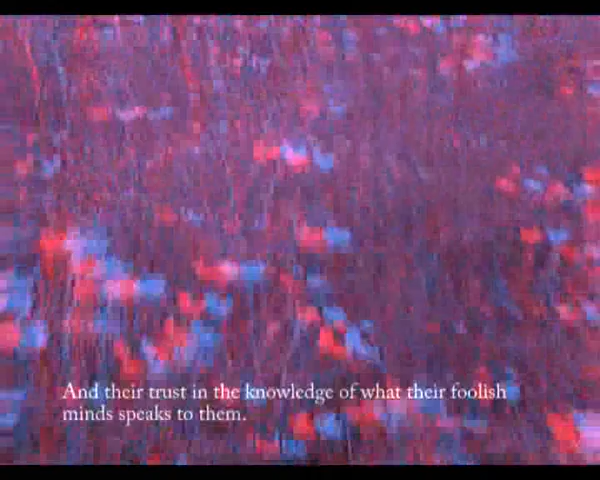 And their trust in the knowledge of what their foolish
minds speaks to them.